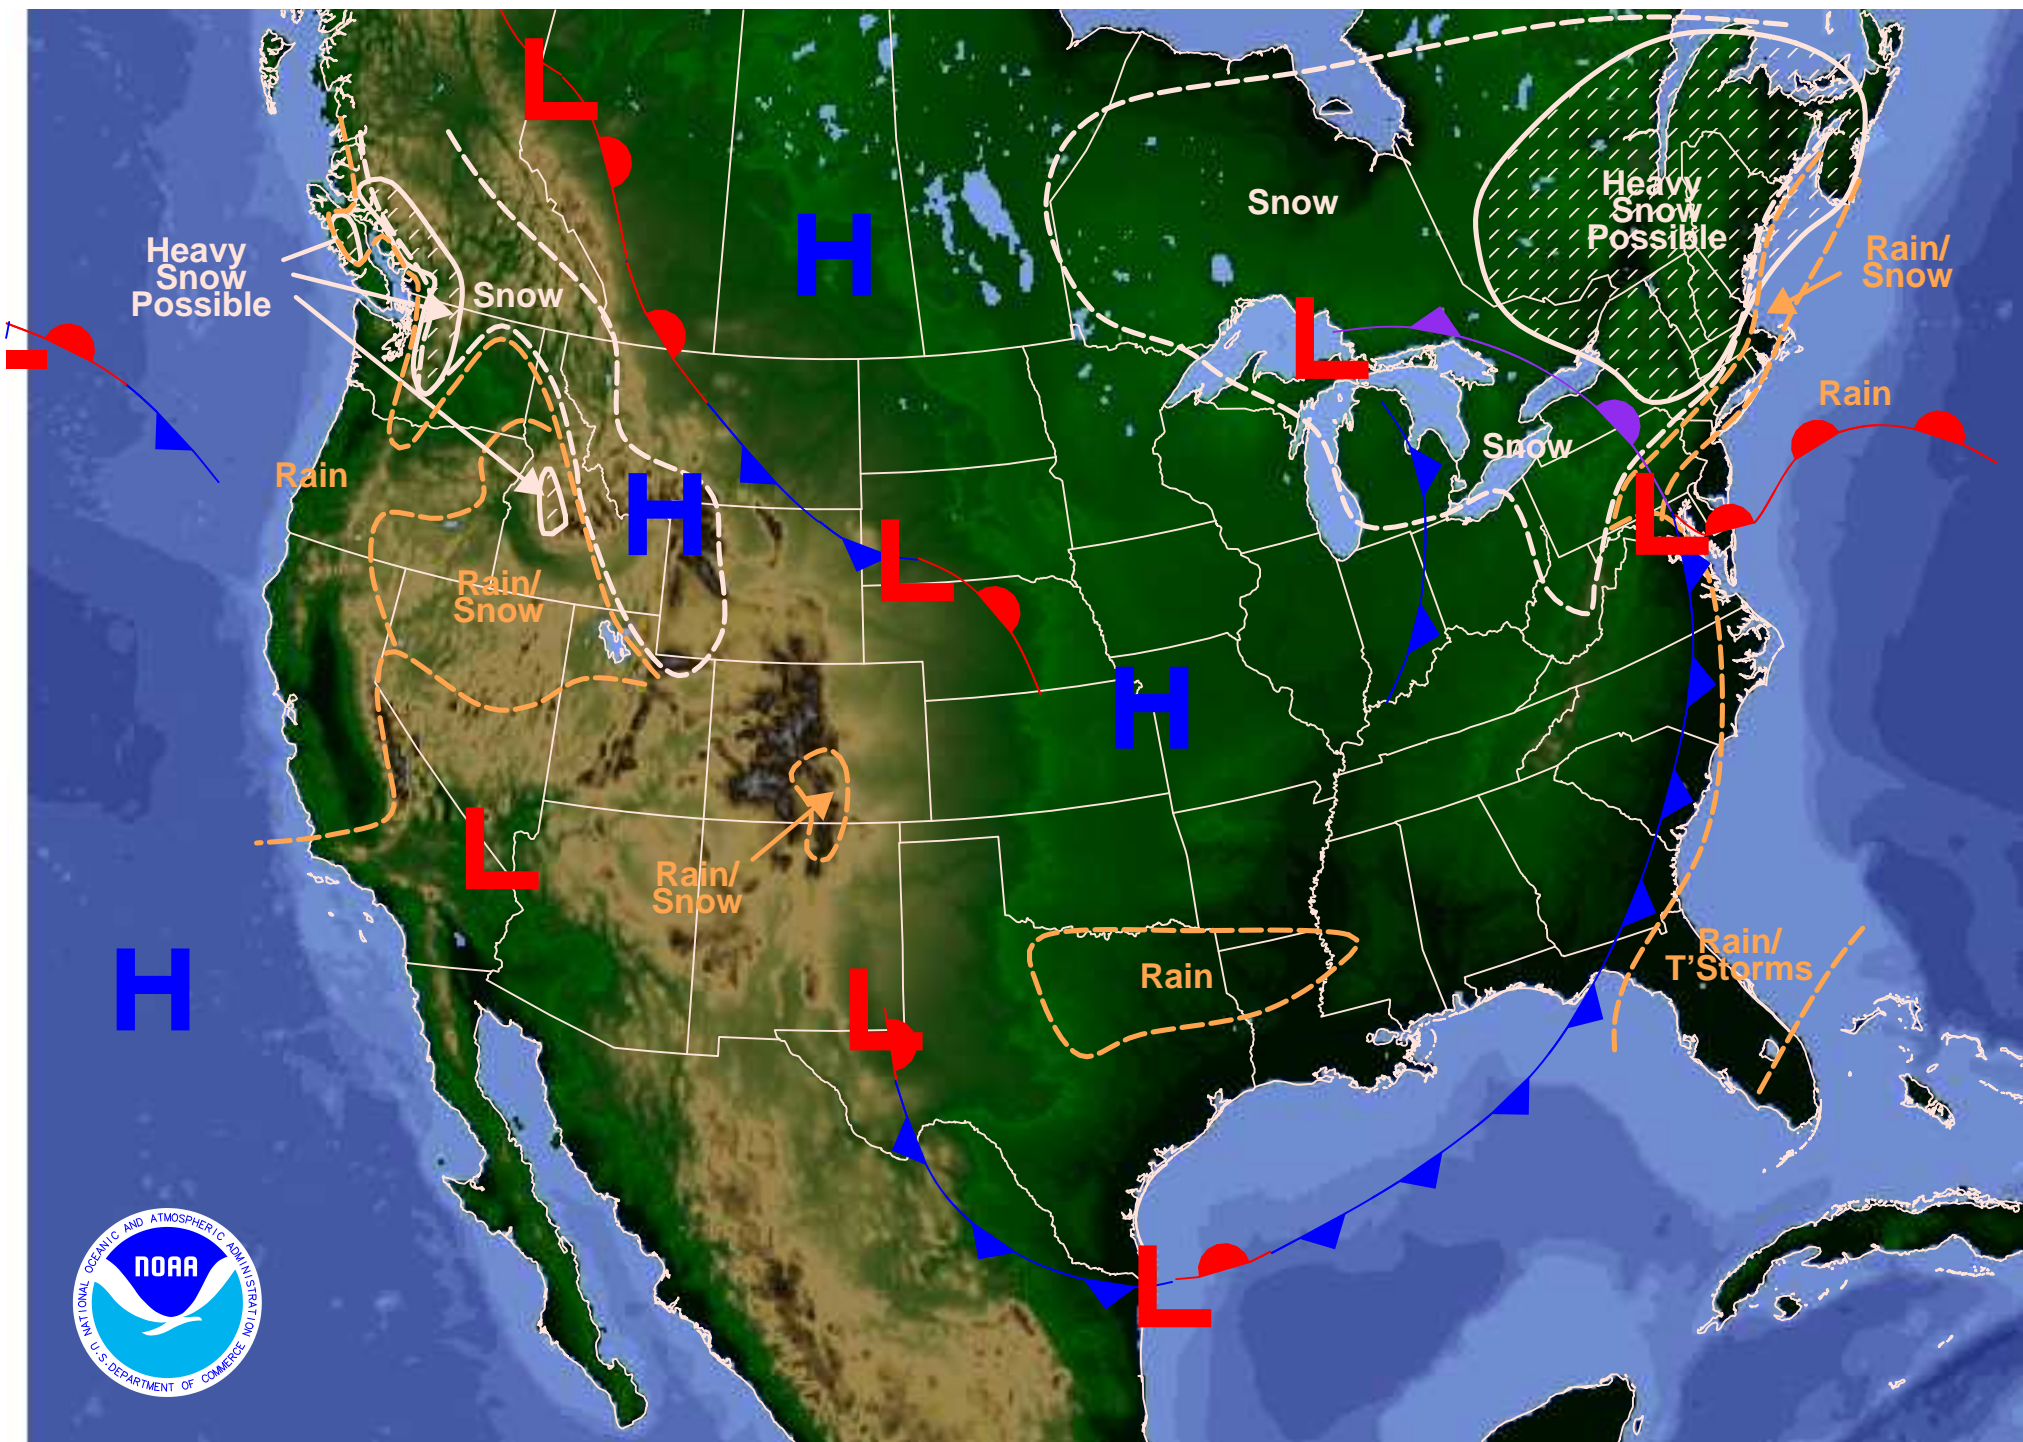 L
Heavy
Snow
Possible
Snow
H
Rain/
Snow
Heavy
Snow
Possible
Snow
L
L
Rain
Snow
Rain
H
L
L
Rain/
Snow
H
L
Rain/
Snow
Rain/
T'Storms
Rain
H
L
L
NOAA
NATIONAL OCEANIC AND ATMOSPHERIC ADMINISTRATION
U.S. DEPARTMENT OF COMMERCE